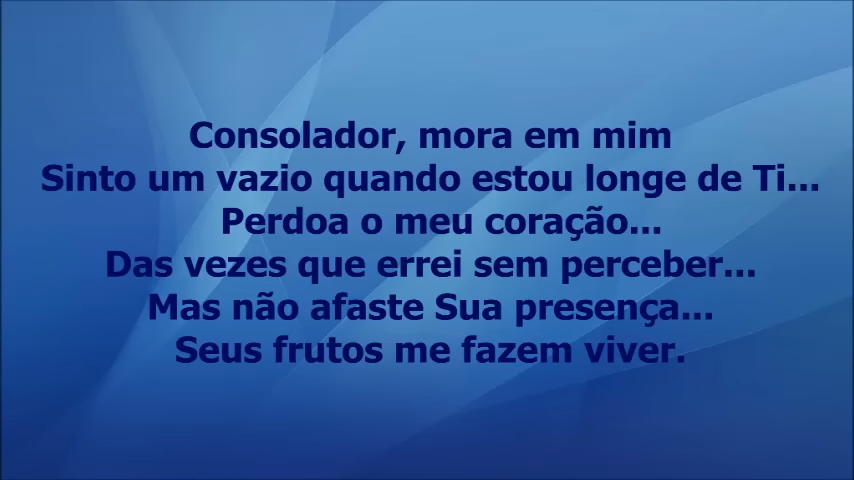 Consolador, mora em mim
Sinto um vazio quando estou longe de Ti...
Perdoa o meu coração...
Das vezes que errei sem perceber...
Mas não afaste Sua presença...
Seus frutos me fazem viver.